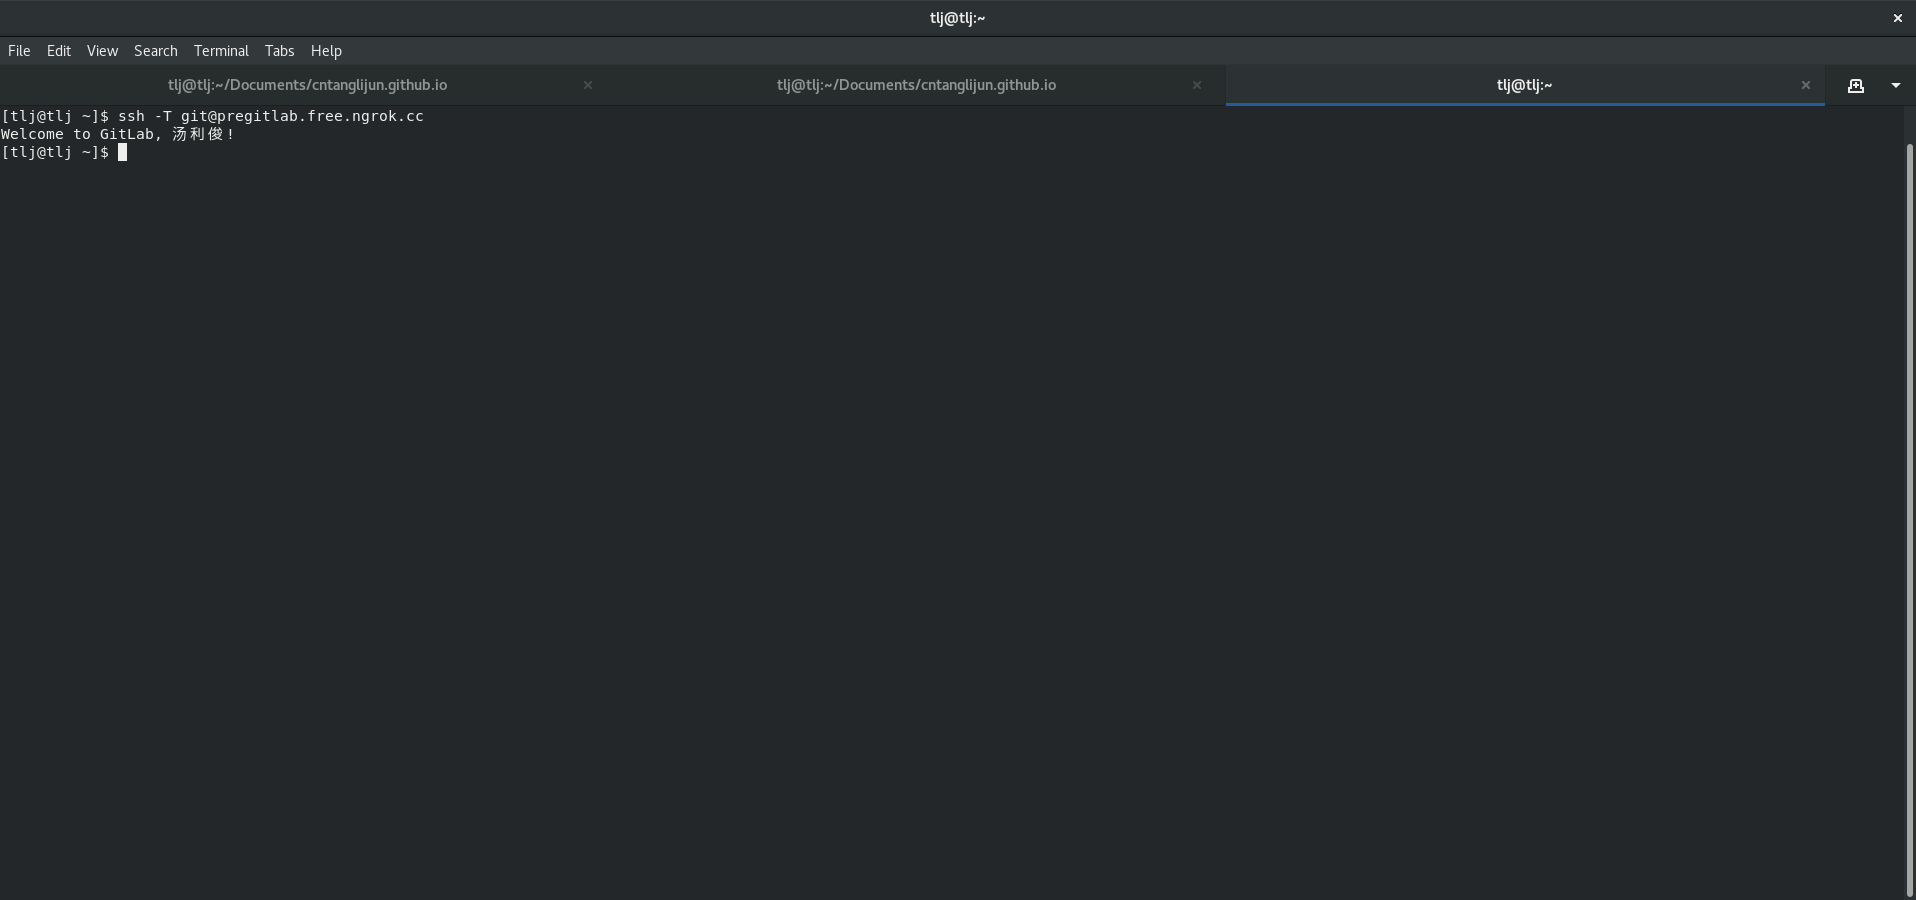 tlj@tlj:~
File Edit View Search Terminal Tabs Help
tlj@tlj:~/Documents/cntanglijun.github.io tlj@tlj:~/Documents/cntanglijun.github.io tlj@tlj:~
[tlj@tlj ~]$ ssh -T git@pregitlab.free.ngrok.cc
Welcome to GitLab, 汤利俊!
[tlj@tlj ~]$